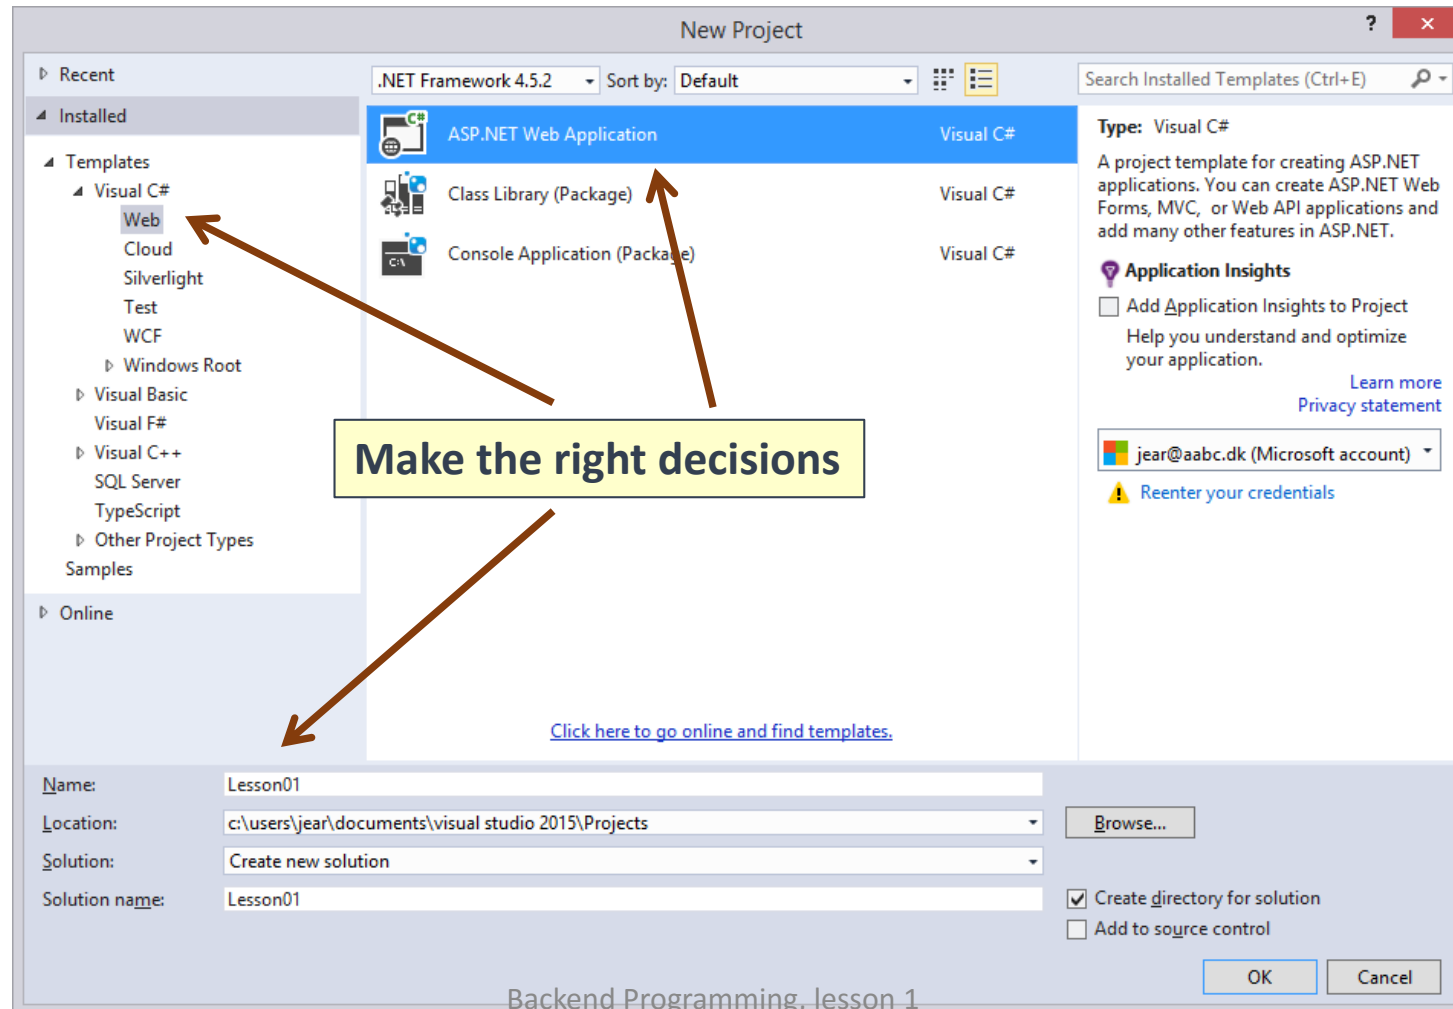 New Project
?
Recent
Installed
Templates
Visual C#
Web
Cloud
Silverlight
Test
WCF
Windows Root
Visual Basic
Visual F#
Visual C++
SQL Server
TypeScript
Other Project Types
Samples
Online
.NET Framework 4.5.2 Sort by: Default
ASP.NET Web Application Visual C#
Class Library (Package) Visual C#
Console Application (Package) Visual C#
Make the right decisions
Click here to go online and find templates.
Search Installed Templates (Ctrl+E)
Type: Visual C#
A project template for creating ASP.NET
applications. You can create ASP.NET Web
Forms, MVC, or Web API applications and
add many other features in ASP.NET.
Application Insights
Add Application Insights to Project
Help you understand and optimize
your application.
Learn more
Privacy statement
jear@aabc.dk (Microsoft account)
Reenter your credentials
Name: Lesson01
Location: c:\users\jear\documents\visual studio 2015\Projects Browse...
Solution: Create new solution
Solution name: Lesson01 Create directory for solution
Add to source control
OK Cancel
Backend Programming, lesson 1